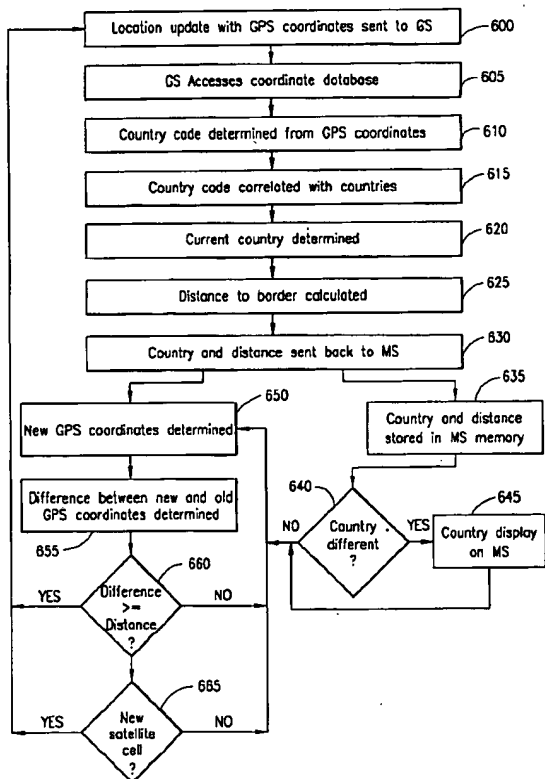 Location update with GPS coordinates sent to GS
600
GS Accesses coordinate database
605
Country code determined from GPS coordinates
610
Country code correlated with countries
615
Current country determined
620
Distance to border calculated
625
Country and distance sent back to MS
630
650
New GPS coordinates determined
635
Country and distance
stored in MS memory
Difference between new and old
GPS coordinates determined
655
640
NO
Country
different
?
YES
645
Country display
on MS
660
YES
Difference
>=
Distance
?
NO
665
YES
New
satellite
cell
?
NO